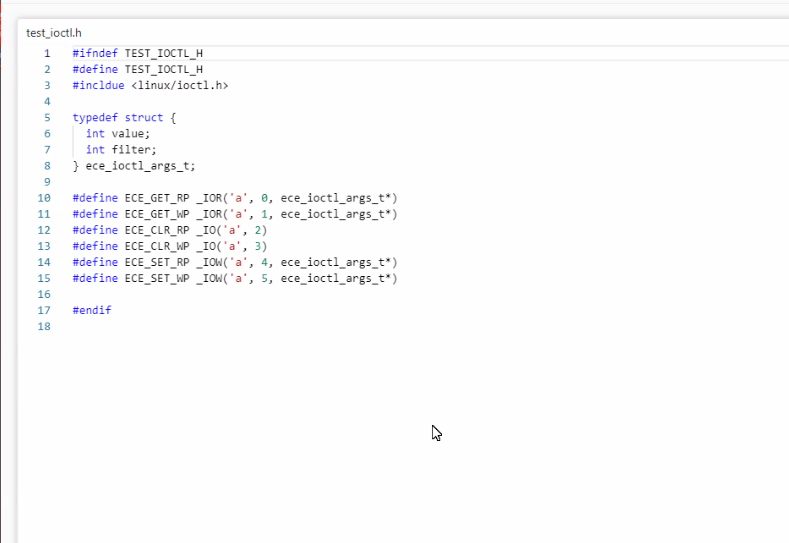 test_ioctl.h
1 #ifndef TEST_IOCTL_H
2 #define TEST_IOCTL_H
3 #incldue <linux/ioctl.h>
4
5 typedef struct {
6 int value;
7 int filter;
8 } ece_ioctl_args_t;
9
10 #define ECE_GET_RP _IOR('a', 0, ece_ioctl_args_t*)
11 #define ECE_GET_WP _IOR('a', 1, ece_ioctl_args_t*)
12 #define ECE_CLR_RP _IO('a', 2)
13 #define ECE_CLR_WP _IO('a', 3)
14 #define ECE_SET_RP _IOW('a', 4, ece_ioctl_args_t*)
15 #define ECE_SET_WP _IOW('a', 5, ece_ioctl_args_t*)
16
17 #endif
18